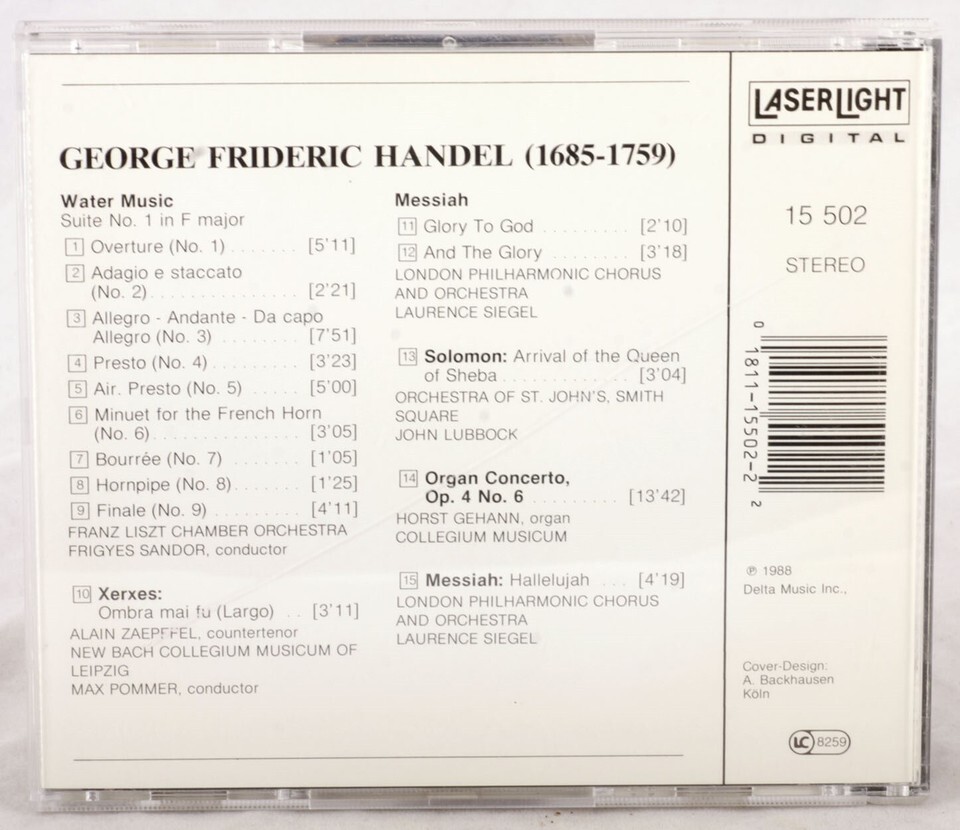 GEORGE FRIDERIC HANDEL (1685-1759)
Water Music
Suite No. 1 in F major
1 Overture (No. 1) ....... [5'11]
2 Adagio e staccato
(No. 2)............... [2'21]
3 Allegro - Andante - Da capo
Allegro (No. 3) ........ [7'51]
4 Presto (No. 4) ......... [3'23]
5 Air. Presto (No. 5) ..... [5'00]
6 Minuet for the French Horn
(No. 6)............... [3'05]
7 Bourrée (No. 7) ....... [1'05]
8 Hornpipe (No. 8)....... [1'25]
9 Finale (No. 9) ......... [4'11]
FRANZ LISZT CHAMBER ORCHESTRA
FRIGYES SANDOR, conductor
10 Xerxes:
Ombra mai fu (Largo) .. [3'11]
ALAIN ZAEPFFEL, countertenor
NEW BACH COLLEGIUM MUSICUM OF
LEIPZIG
MAX POMMER, conductor
Messiah
11 Glory To God ......... [2'10]
12 And The Glory ........ [3'18]
LONDON PHILHARMONIC CHORUS
AND ORCHESTRA
LAURENCE SIEGEL
13 Solomon: Arrival of the Queen
of Sheba ............. [3'04]
ORCHESTRA OF ST. JOHN'S, SMITH
SQUARE
JOHN LUBBOCK
14 Organ Concerto,
Op. 4 No. 6 ......... [13'42]
HORST GEHANN, organ
COLLEGIUM MUSICUM
15 Messiah: Hallelujah ... [4'19]
LONDON PHILHARMONIC CHORUS
AND ORCHESTRA
LAURENCE SIEGEL
LASERLIGHT
DIGITAL
15 502
STEREO
0 1811-15502-2 2
℗ 1988
Delta Music Inc.,
Cover-Design:
A. Backhausen
Köln
LC 8259